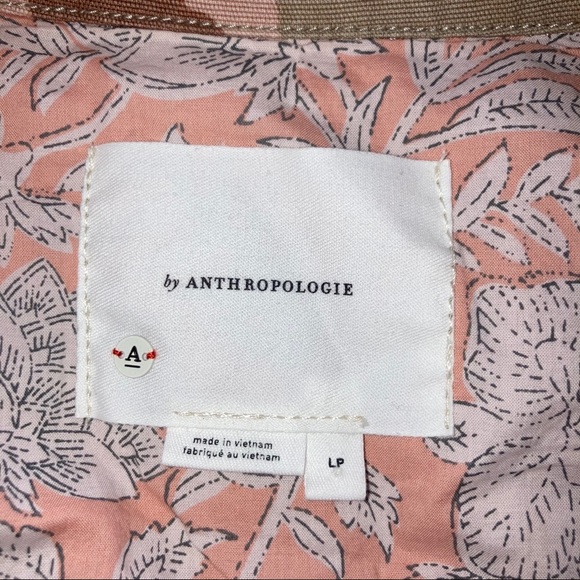 by ANTHROPOLOGIE
A
made in vietnam
fabriqué au vietnam
LP